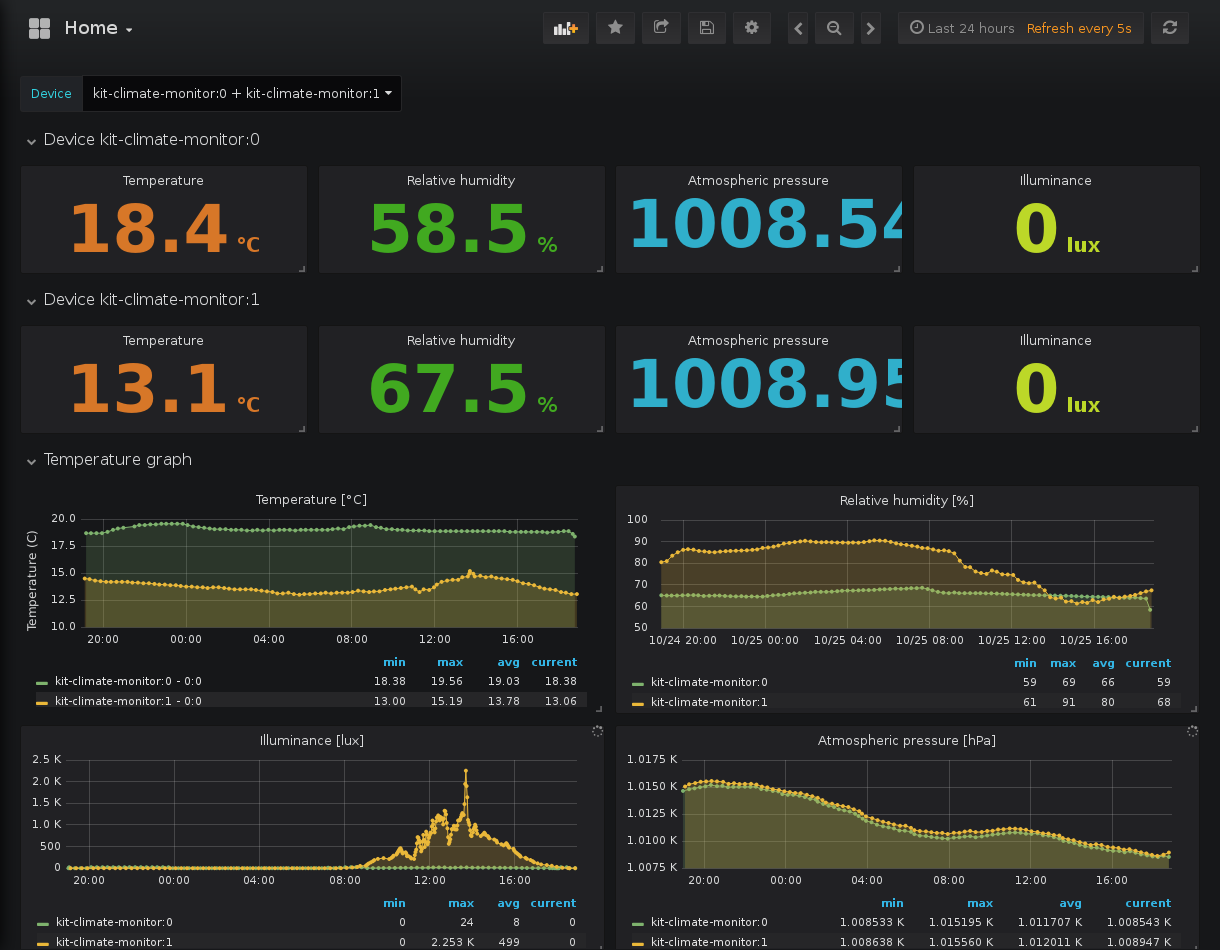 Home
Last 24 hours Refresh every 5s
Device kit-climate-monitor:0 + kit-climate-monitor:1
Device kit-climate-monitor:0
Temperature Relative humidity Atmospheric pressure Illuminance
18.4 °C 58.5 % 1008.54 0 lux
Device kit-climate-monitor:1
Temperature Relative humidity Atmospheric pressure Illuminance
13.1 °C 67.5 % 1008.95 0 lux
Temperature graph
Temperature [°C]
Temperature (C)
20.0
17.5
15.0
12.5
10.0
20:00 00:00 04:00 08:00 12:00 16:00
min max avg current
kit-climate-monitor:0 - 0:0 18.38 19.56 19.03 18.38
kit-climate-monitor:1 - 0:0 13.00 15.19 13.78 13.06
Relative humidity [%]
100
90
80
70
60
50
10/24 20:00 10/25 00:00 10/25 04:00 10/25 08:00 10/25 12:00 10/25 16:00
min max avg current
kit-climate-monitor:0 59 69 66 59
kit-climate-monitor:1 61 91 80 68
Illuminance [lux]
2.5 K
2.0 K
1.5 K
1.0 K
500
0
20:00 00:00 04:00 08:00 12:00 16:00
min max avg current
kit-climate-monitor:0 0 24 8 0
kit-climate-monitor:1 0 2.253 K 499 0
Atmospheric pressure [hPa]
1.0175 K
1.0150 K
1.0125 K
1.0100 K
1.0075 K
20:00 00:00 04:00 08:00 12:00 16:00
min max avg current
kit-climate-monitor:0 1.008533 K 1.015195 K 1.011707 K 1.008543 K
kit-climate-monitor:1 1.008638 K 1.015560 K 1.012011 K 1.008947 K